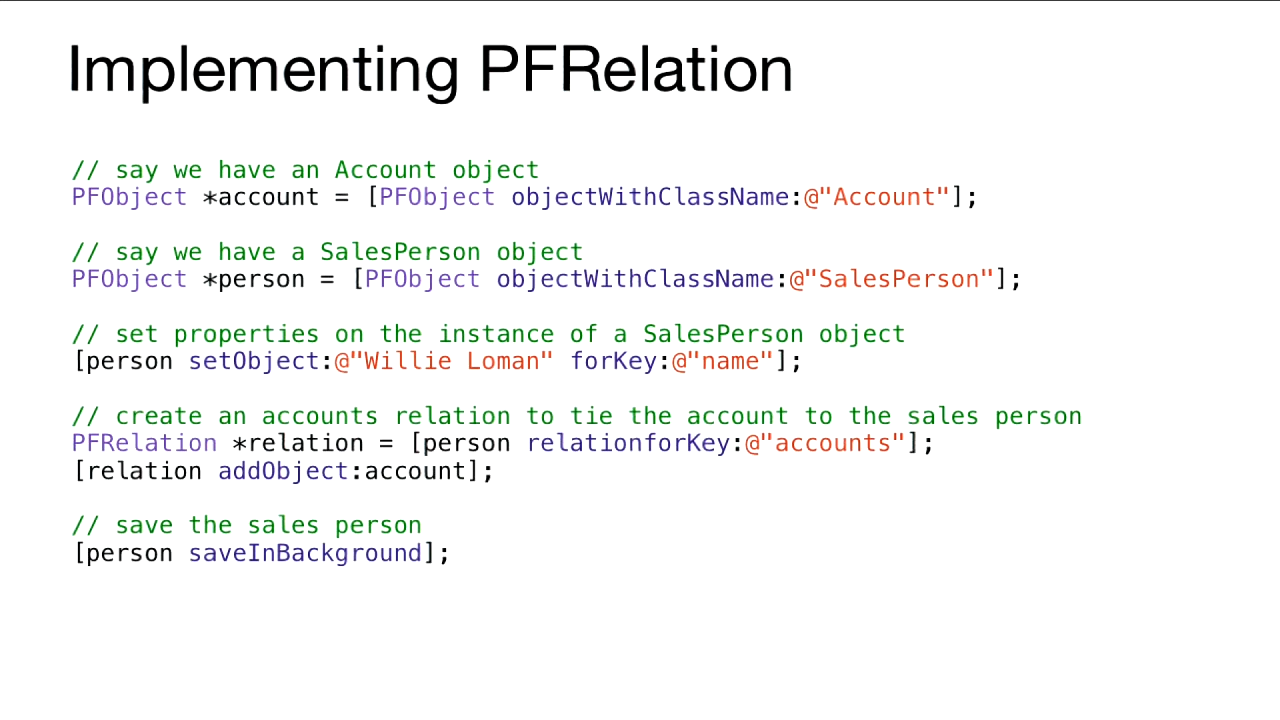 Implementing PFRelation
// say we have an Account object
PFObject *account = [PFObject objectWithClassName:@"Account"];
// say we have a SalesPerson object
PFObject *person = [PFObject objectWithClassName:@"SalesPerson"];
// set properties on the instance of a SalesPerson object
[person setObject:@"Willie Loman" forKey:@"name"];
// create an accounts relation to tie the account to the sales person
PFRelation *relation = [person relationforKey:@"accounts"];
[relation addObject:account];
// save the sales person
[person saveInBackground];